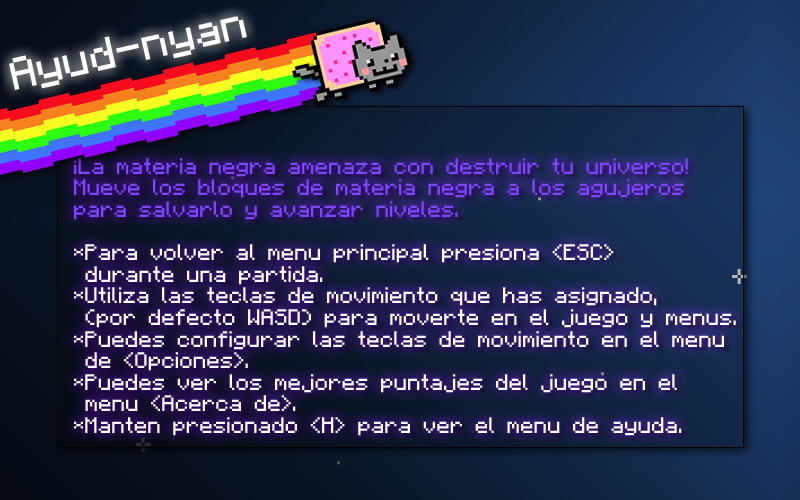 Ayud-nyan
¡La materia negra amenaza con destruir tu universo!
Mueve los bloques de materia negra a los agujeros
para salvarlo y avanzar niveles.
*Para volver al menu principal presiona <ESC>
durante una partida.
*Utiliza las teclas de movimiento que has asignado,
(por defecto WASD) para moverte en el juego y menus.
*Puedes configurar las teclas de movimiento en el menu
de <Opciones>.
*Puedes ver los mejores puntajes del juego en el
menu <Acerca de>.
*Manten presionado <H> para ver el menu de ayuda.